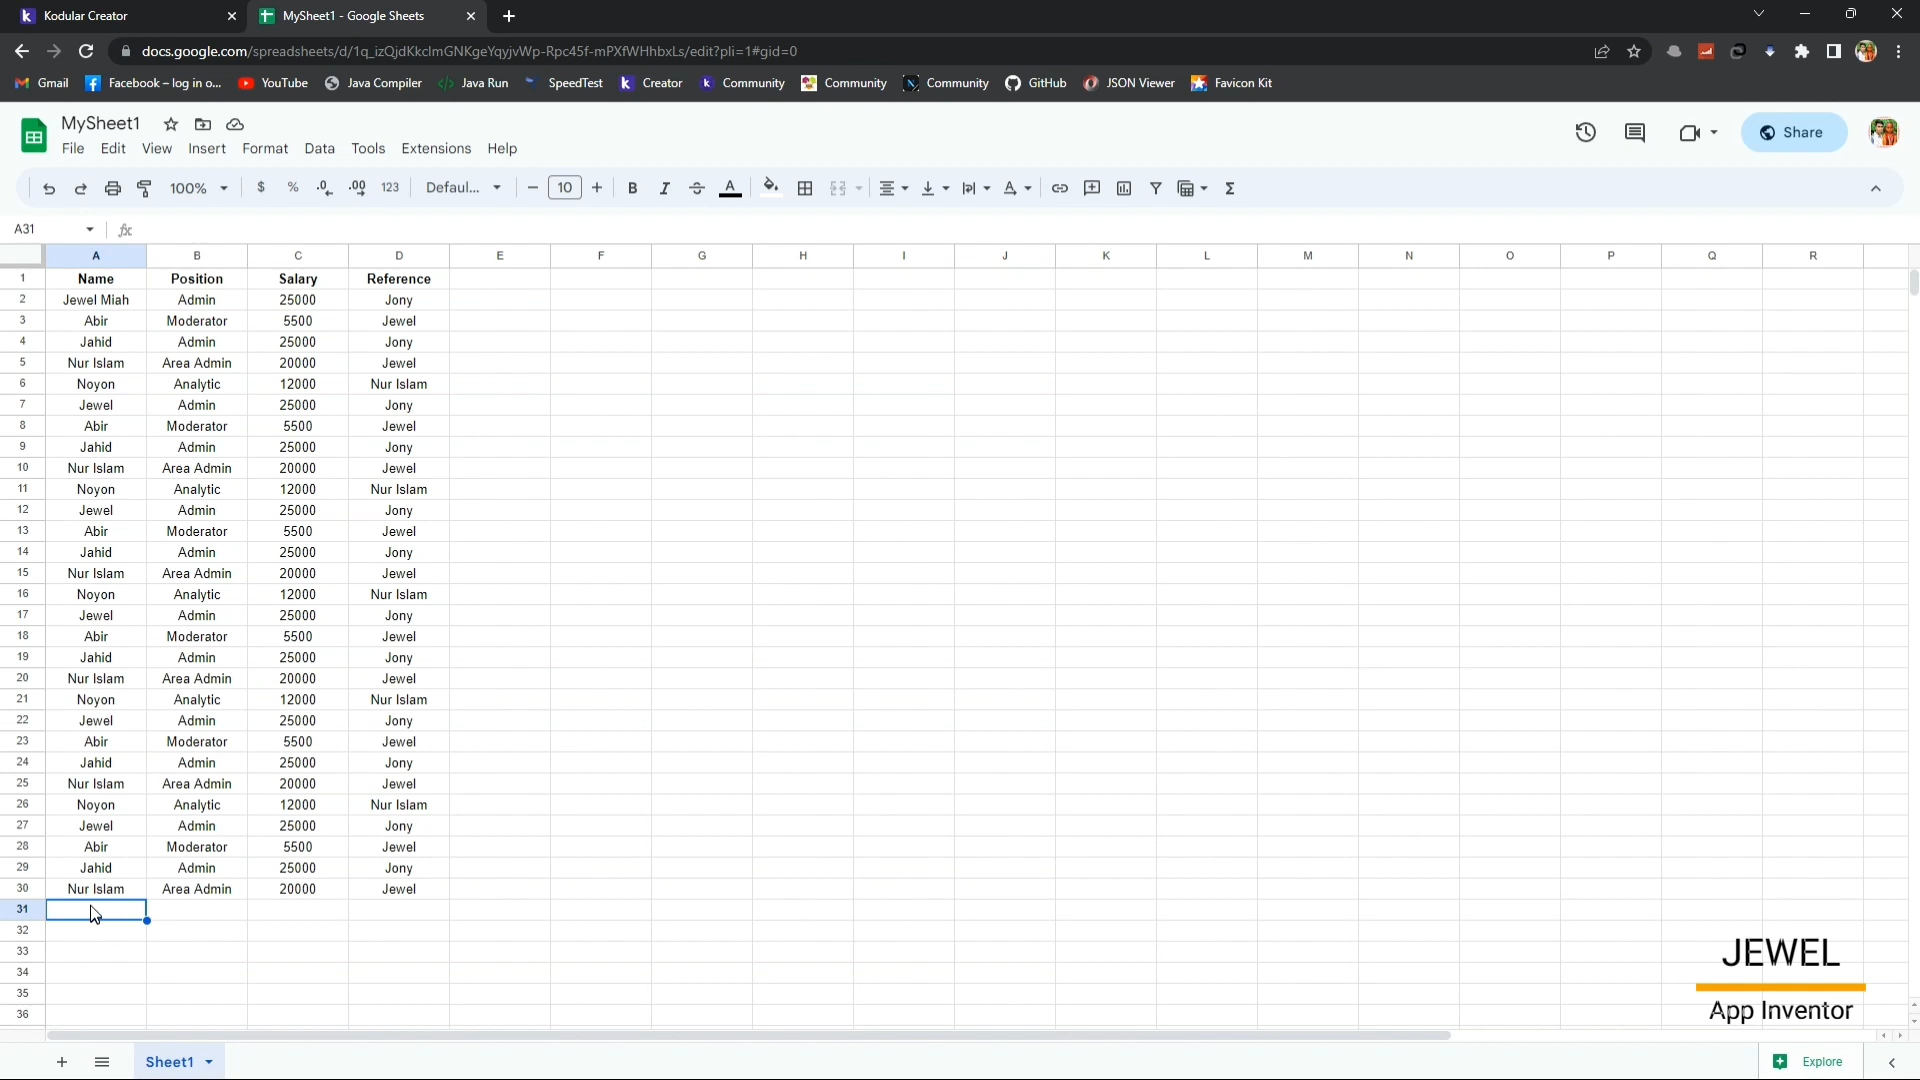 Kodular Creator
MySheet1 - Google Sheets
docs.google.com/spreadsheets/d/1q_izQjdKkclmGNKgeYqyjvWp-Rpc45f-mPXfWHhbxLs/edit?pli=1#gid=0
Gmail Facebook – log in o... YouTube Java Compiler Java Run SpeedTest Creator Community Community Community GitHub JSON Viewer Favicon Kit
MySheet1
Share
File Edit View Insert Format Data Tools Extensions Help
100% $ % .0 .00 123 Defaul... 10 B I A
A31 fx
A B C D E F G H I J K L M N O P Q R
1 Name Position Salary Reference
2 Jewel Miah Admin 25000 Jony
3 Abir Moderator 5500 Jewel
4 Jahid Admin 25000 Jony
5 Nur Islam Area Admin 20000 Jewel
6 Noyon Analytic 12000 Nur Islam
7 Jewel Admin 25000 Jony
8 Abir Moderator 5500 Jewel
9 Jahid Admin 25000 Jony
10 Nur Islam Area Admin 20000 Jewel
11 Noyon Analytic 12000 Nur Islam
12 Jewel Admin 25000 Jony
13 Abir Moderator 5500 Jewel
14 Jahid Admin 25000 Jony
15 Nur Islam Area Admin 20000 Jewel
16 Noyon Analytic 12000 Nur Islam
17 Jewel Admin 25000 Jony
18 Abir Moderator 5500 Jewel
19 Jahid Admin 25000 Jony
20 Nur Islam Area Admin 20000 Jewel
21 Noyon Analytic 12000 Nur Islam
22 Jewel Admin 25000 Jony
23 Abir Moderator 5500 Jewel
24 Jahid Admin 25000 Jony
25 Nur Islam Area Admin 20000 Jewel
26 Noyon Analytic 12000 Nur Islam
27 Jewel Admin 25000 Jony
28 Abir Moderator 5500 Jewel
29 Jahid Admin 25000 Jony
30 Nur Islam Area Admin 20000 Jewel
31
32
33
34
35
36
JEWEL
App Inventor
Sheet1
Explore